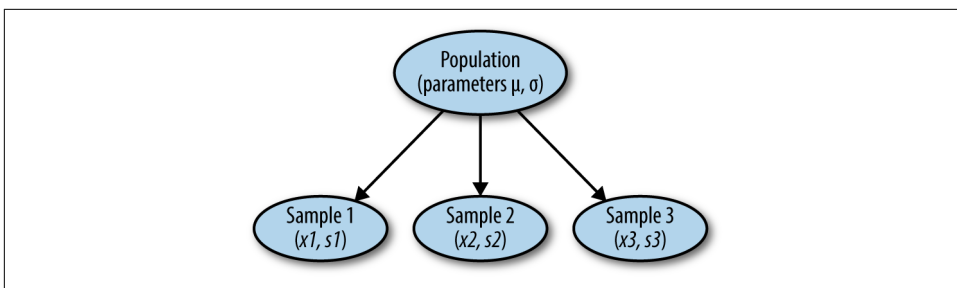 Population
(parameters μ, σ)
Sample 1
(x1, s1)
Sample 2
(x2, s2)
Sample 3
(x3, s3)